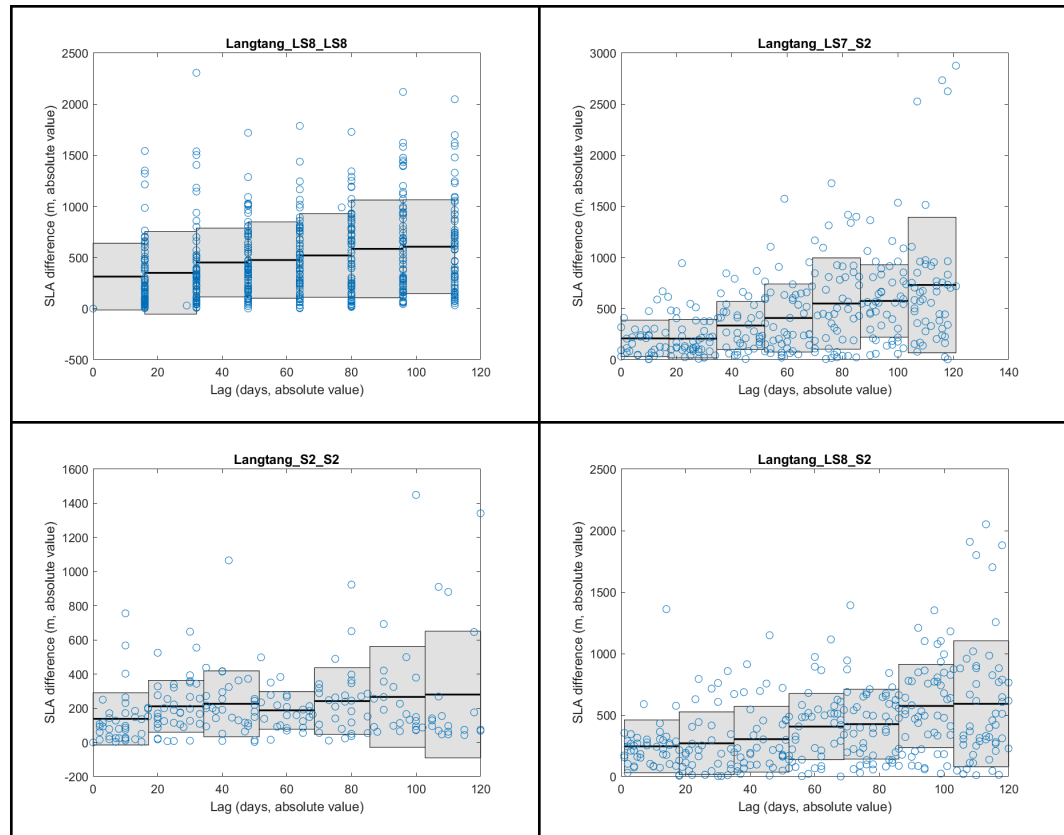 Langtang_LS8_LS8
SLA difference (m, absolute value)
2500
2000
1500
1000
500
0
-500
0 20 40 60 80 100 120
Lag (days, absolute value)
Langtang_LS7_S2
SLA difference (m, absolute value)
3000
2500
2000
1500
1000
500
0
0 20 40 60 80 100 120 140
Lag (days, absolute value)
Langtang_S2_S2
SLA difference (m, absolute value)
1600
1400
1200
1000
800
600
400
200
0
-200
0 20 40 60 80 100 120
Lag (days, absolute value)
Langtang_LS8_S2
SLA difference (m, absolute value)
2500
2000
1500
1000
500
0
0 20 40 60 80 100 120
Lag (days, absolute value)